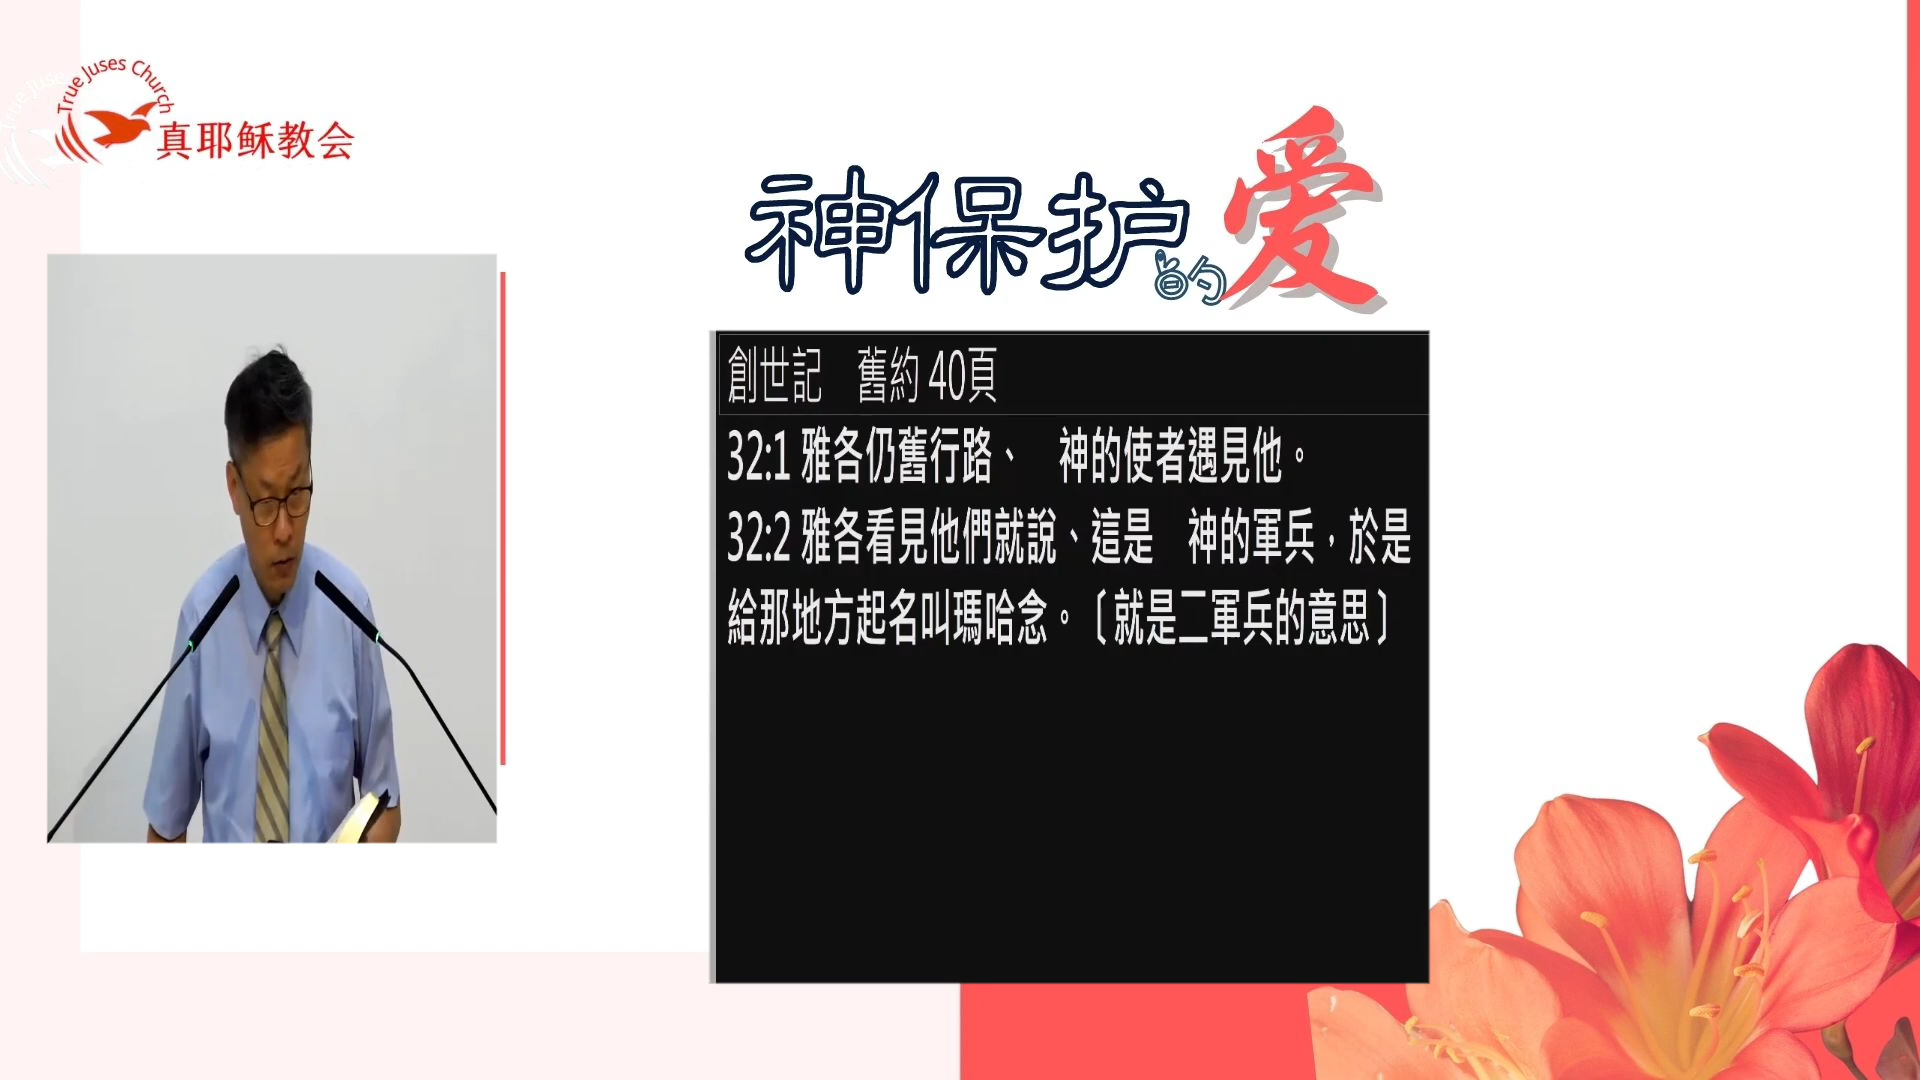 True Juses Church
真耶稣教会
神保护的爱
創世記　舊約 40頁
32:1 雅各仍舊行路、　神的使者遇見他。
32:2 雅各看見他們就說、這是　神的軍兵，於是
給那地方起名叫瑪哈念。〔就是二軍兵的意思〕